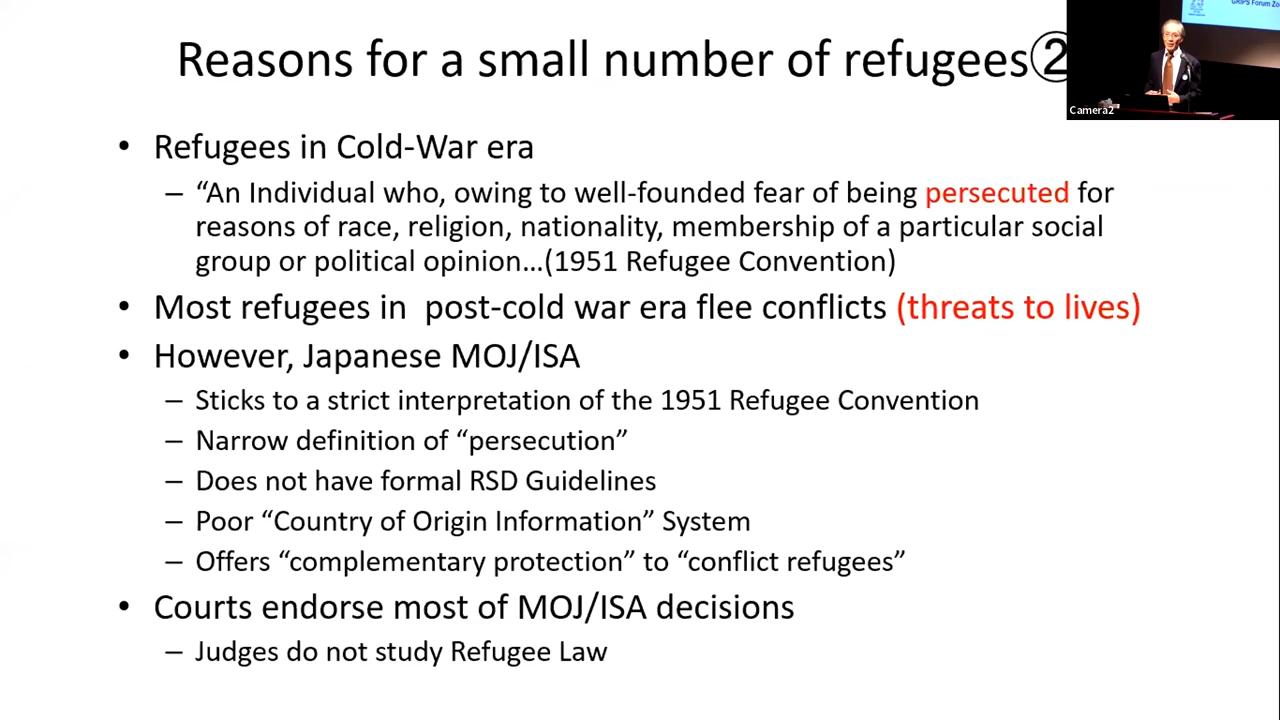 Reasons for a small number of refugees②
GRIPS Forum
Camera2
• Refugees in Cold-War era
– “An Individual who, owing to well-founded fear of being persecuted for
reasons of race, religion, nationality, membership of a particular social
group or political opinion...(1951 Refugee Convention)
• Most refugees in  post-cold war era flee conflicts (threats to lives)
• However, Japanese MOJ/ISA
– Sticks to a strict interpretation of the 1951 Refugee Convention
– Narrow definition of “persecution”
– Does not have formal RSD Guidelines
– Poor “Country of Origin Information” System
– Offers “complementary protection” to “conflict refugees”
• Courts endorse most of MOJ/ISA decisions
– Judges do not study Refugee Law